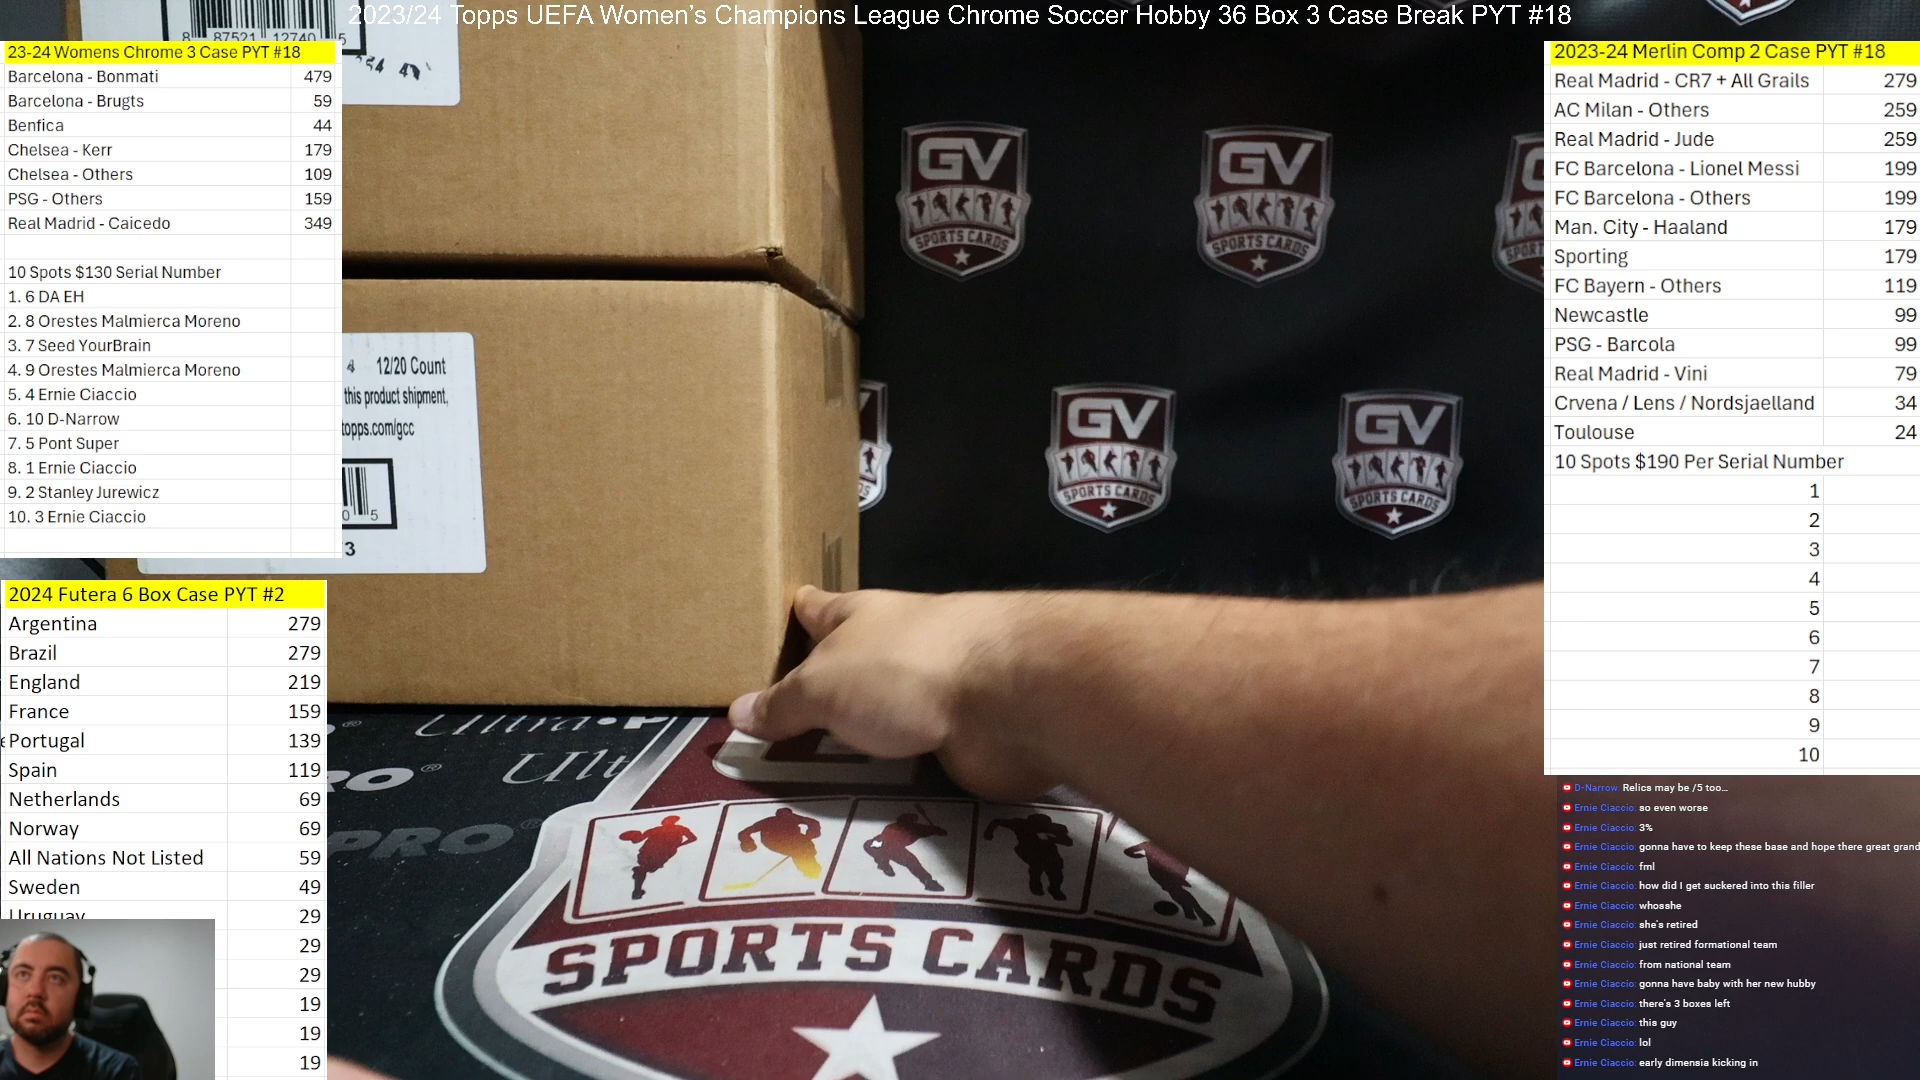 2023/24 Topps UEFA Women's Champions League Chrome Soccer Hobby 36 Box 3 Case Break PYT #18
8 87521 12740 5
23-24 Womens Chrome 3 Case PYT #18
Barcelona - Bonmati 479
Barcelona - Brugts 59
Benfica 44
Chelsea - Kerr 179
Chelsea - Others 109
PSG - Others 159
Real Madrid - Caicedo 349
10 Spots $130 Serial Number
1. 6 DA EH
2. 8 Orestes Malmierca Moreno
3. 7 Seed YourBrain
4. 9 Orestes Malmierca Moreno
5. 4 Ernie Ciaccio
6. 10 D-Narrow
7. 5 Pont Super
8. 1 Ernie Ciaccio
9. 2 Stanley Jurewicz
10. 3 Ernie Ciaccio
2024 Futera 6 Box Case PYT #2
Argentina 279
Brazil 279
England 219
France 159
Portugal 139
Spain 119
Netherlands 69
Norway 69
All Nations Not Listed 59
Sweden 49
Uruguay 29
29
29
19
19
19
12/20 Count
this product shipment,
topps.com/gcc
0 5
3
GV
SPORTS CARDS
GV
SPORTS CARDS
GV
SPORTS CARDS
GV
SPORTS CARDS
SPORTS CARDS
2023-24 Merlin Comp 2 Case PYT #18
Real Madrid - CR7 + All Grails 279
AC Milan - Others 259
Real Madrid - Jude 259
FC Barcelona - Lionel Messi 199
FC Barcelona - Others 199
Man. City - Haaland 179
Sporting 179
FC Bayern - Others 119
Newcastle 99
PSG - Barcola 99
Real Madrid - Vini 79
Crvena / Lens / Nordsjaelland 34
Toulouse 24
10 Spots $190 Per Serial Number
1
2
3
4
5
6
7
8
9
10
D-Narrow: Relics may be /5 too...
Ernie Ciaccio: so even worse
Ernie Ciaccio: 3%
Ernie Ciaccio: gonna have to keep these base and hope there great grand
Ernie Ciaccio: fml
Ernie Ciaccio: how did I get suckered into this filler
Ernie Ciaccio: whosshe
Ernie Ciaccio: she's retired
Ernie Ciaccio: just retired formational team
Ernie Ciaccio: from national team
Ernie Ciaccio: gonna have baby with her new hubby
Ernie Ciaccio: there's 3 boxes left
Ernie Ciaccio: this guy
Ernie Ciaccio: lol
Ernie Ciaccio: early dimensia kicking in